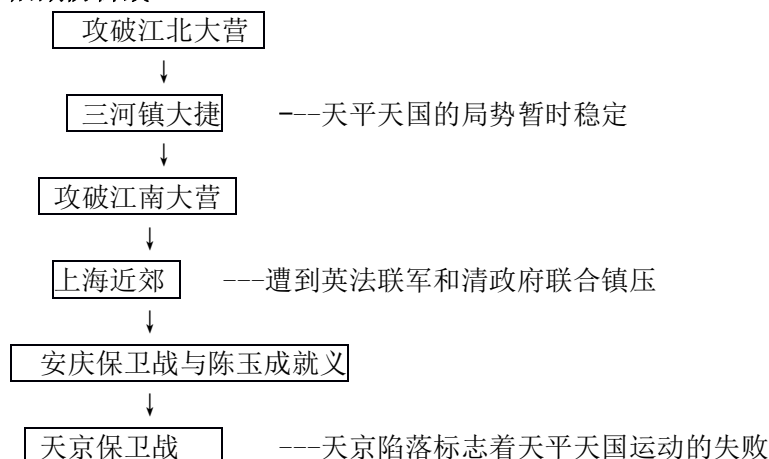 攻破江北大营
↓
三河镇大捷 ---天平天国的局势暂时稳定
↓
攻破江南大营
↓
上海近郊 ---遭到英法联军和清政府联合镇压
↓
安庆保卫战与陈玉成就义
↓
天京保卫战 ---天京陷落标志着天平天国运动的失败